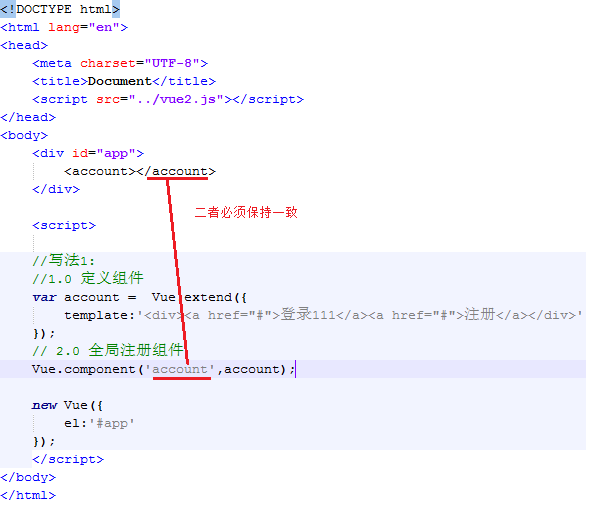 <!DOCTYPE html>
<html lang="en">
<head>
    <meta charset="UTF-8">
    <title>Document</title>
    <script src="../vue2.js"></script>
</head>
<body>
    <div id="app">
        <account></account>
    </div>
二者必须保持一致
    <script>
    //写法1：
    //1.0 定义组件
    var account =  Vue.extend({
        template:'<div><a href="#">登录111</a><a href="#">注册</a></div>'
    });
    // 2.0 全局注册组件
    Vue.component('account',account);
    new Vue({
        el:'#app'
    });
    </script>
</body>
</html>